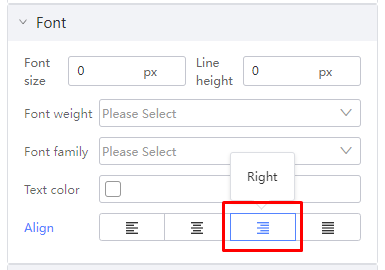 Font
Font size 0 px Line height 0 px
Font weight Please Select
Font family Please Select
Right
Text color
Align